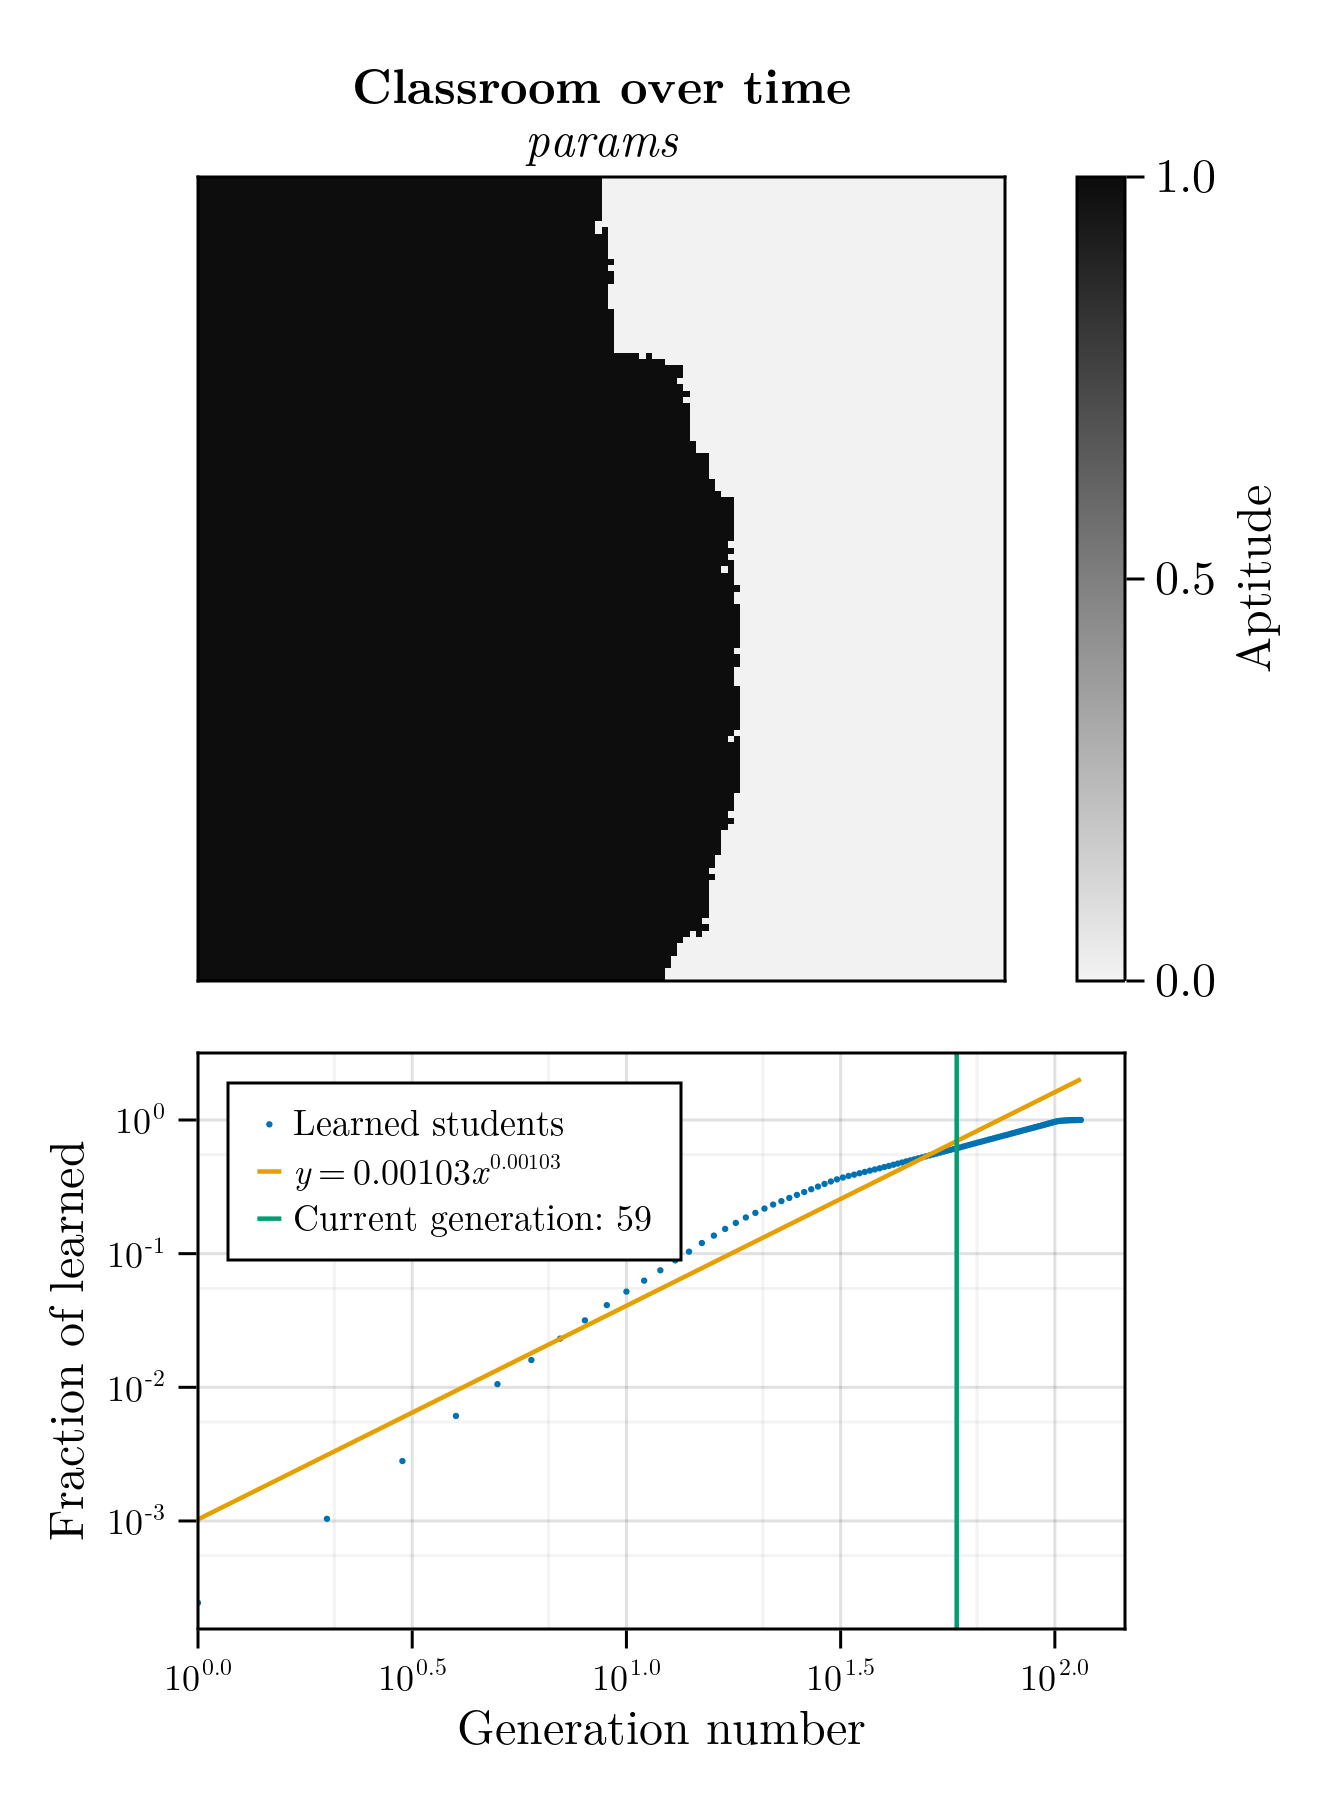 Classroom over time
params
1.0
0.5
0.0
Aptitude
Learned students
y = 0.00103x^0.00103
Current generation: 59
10^0
10^-1
10^-2
10^-3
Fraction of learned
10^0.0 10^0.5 10^1.0 10^1.5 10^2.0
Generation number